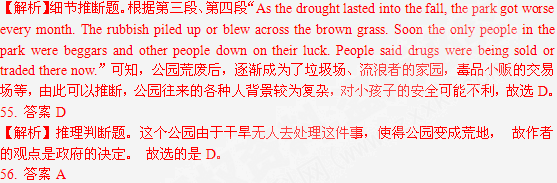 【解析】细节推断题。根据第三段、第四段“As the drought lasted into the fall, the park got worse
every month. The rubbish piled up or blew across the brown grass. Soon the only people in the
park were beggars and other people down on their luck. People said drugs were being sold or
traded there now.” 可知，公园荒废后，逐渐成为了垃圾场、流浪者的家园，毒品小贩的交易
场等，由此可以推断，公园往来的各种人背景较为复杂，对小孩子的安全可能不利，故选 D。
55. 答案 D
【解析】推理判断题。这个公园由于干旱无人去处理这件事，使得公园变成荒地， 故作者
的观点是政府的决定。 故选的是 D。
56. 答案 A